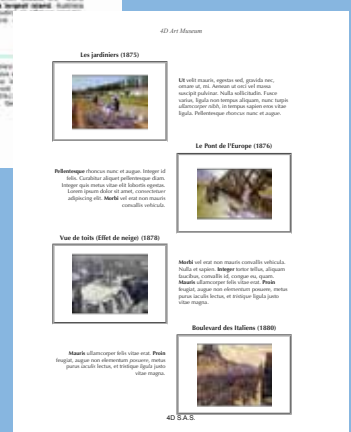 largest island
4D Art Museum
Les jardiniers (1875)
Ut velit mauris, egestas sed, gravida nec,
ornare ut, mi. Aenean ut orci vel massa
suscipit pulvinar. Nulla sollicitudin. Fusce
varius, ligula non tempus aliquam, nunc turpis
ullamcorper nibh, in tempus sapien eros vitae
ligula. Pellentesque rhoncus nunc et augue.
Le Pont de l'Europe (1876)
Pellentesque rhoncus nunc et augue. Integer id
felis. Curabitur aliquet pellentesque diam.
Integer quis metus vitae elit lobortis egestas.
Lorem ipsum dolor sit amet, consectetuer
adipiscing elit. Morbi vel erat non mauris
convallis vehicula.
Vue de toits (Effet de neige) (1878)
Morbi vel erat non mauris convallis vehicula.
Nulla et sapien. Integer tortor tellus, aliquam
faucibus, convallis id, congue eu, quam.
Mauris ullamcorper felis vitae erat. Proin
feugiat, augue non elementum posuere, metus
purus iaculis lectus, et tristique ligula justo
vitae magna.
Boulevard des Italiens (1880)
Mauris ullamcorper felis vitae erat. Proin
feugiat, augue non elementum posuere, metus
purus iaculis lectus, et tristique ligula justo
vitae magna.
4D S.A.S.